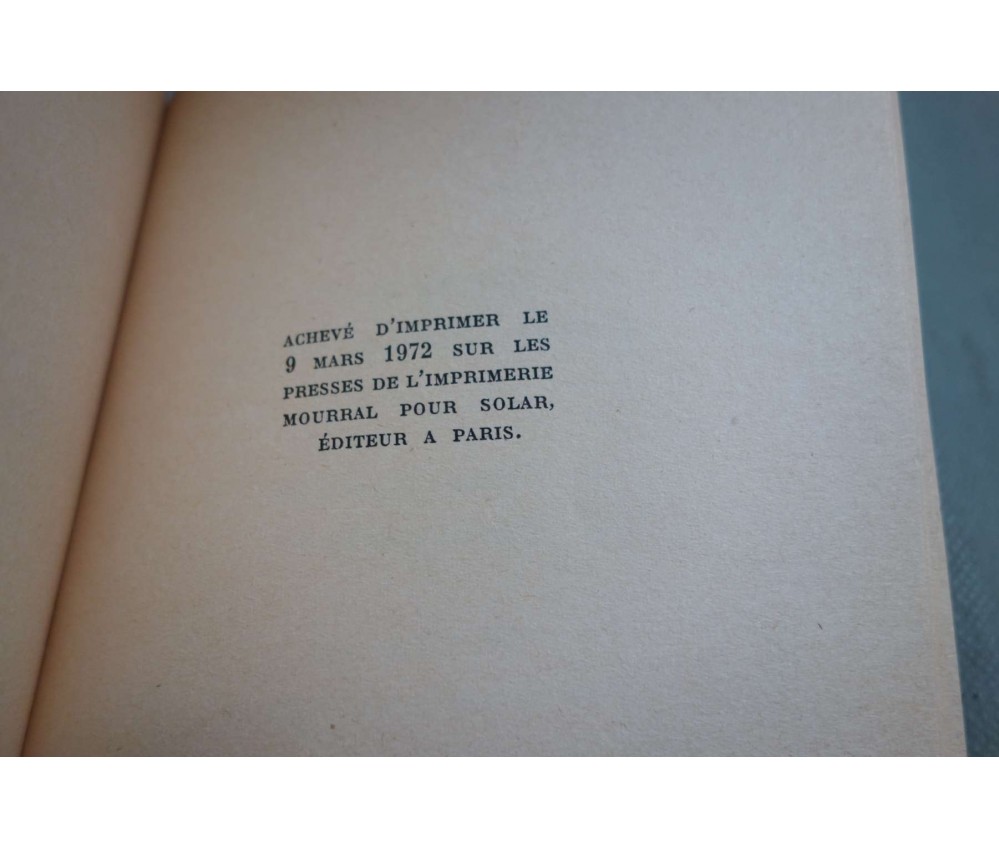 ACHEVÉ D'IMPRIMER LE
9 MARS 1972 SUR LES
PRESSES DE L'IMPRIMERIE
MOURRAL POUR SOLAR,
ÉDITEUR A PARIS.